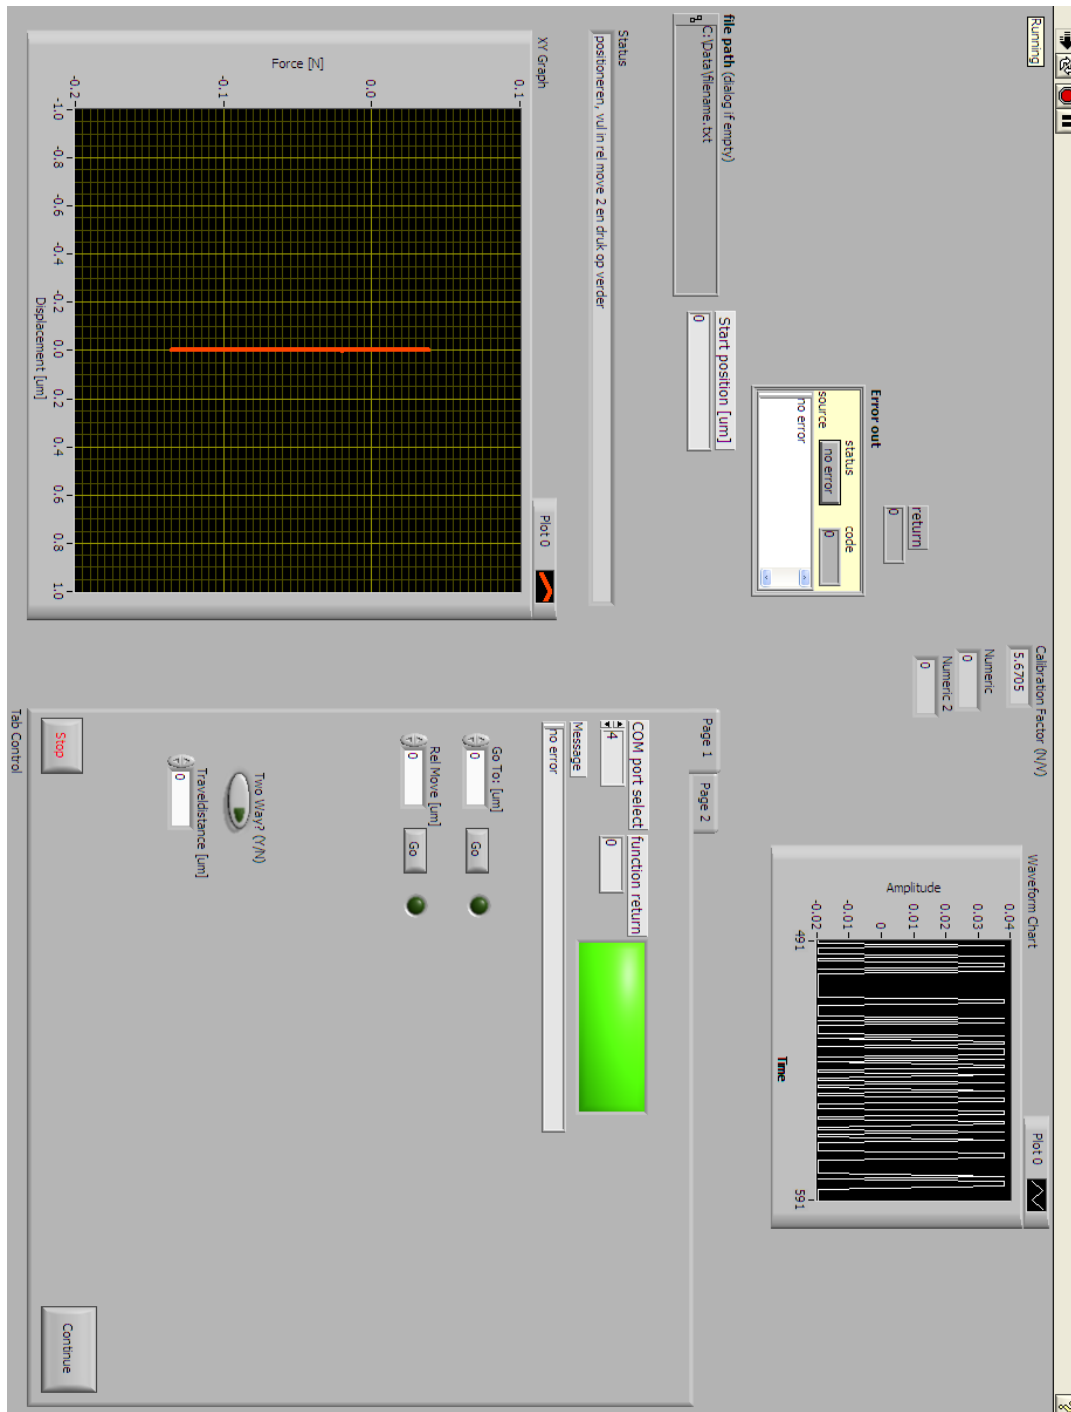 Running
file path (dialog if empty)
C:\Data\filename.txt
Start position [um]
0
Error out
status
code
no error
0
source
no error
return
0
Status
positioneren, vul in rel move 2 en druk op verder
XY Graph
Plot 0
Force [N]
0.1
0.0
-0.1
-0.2
-1.0 -0.8 -0.6 -0.4 -0.2 0.0 0.2 0.4 0.6 0.8 1.0
Displacement [um]
Calibration Factor (N/V)
5.6705
Numeric
0
Numeric 2
0
Waveform Chart
Plot 0
Amplitude
0.04
0.03
0.02
0.01
0
-0.01
-0.02
491
591
Time
Page 1
Page 2
COM port select
4
function return
0
Message
no error
Go To: [um]
0
Go
Rel Move [um]
0
Go
Two Way? (Y/N)
Traveldistance [um]
0
Stop
Continue
Tab Control